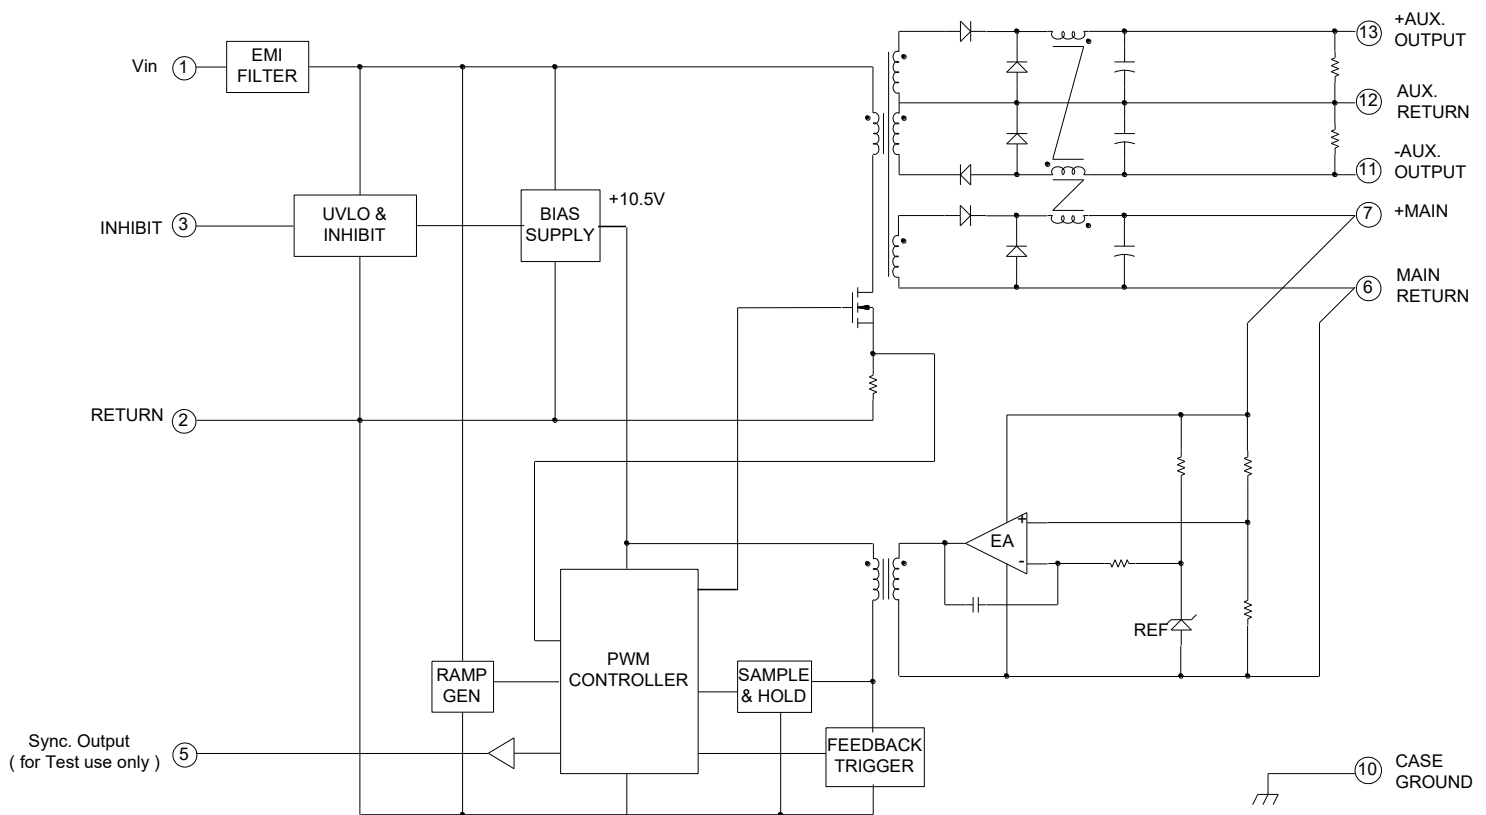 +AUX.
OUTPUT
13
EMI
FILTER
Vin
1
12
AUX.
RETURN
11
-AUX.
OUTPUT
+10.5V
UVLO &
INHIBIT
BIAS
SUPPLY
INHIBIT
3
7
+MAIN
6
MAIN
RETURN
RETURN
2
+
EA
-
REF
PWM
CONTROLLER
RAMP
GEN
SAMPLE
& HOLD
FEEDBACK
TRIGGER
Sync. Output
( for Test use only )
5
10
CASE
GROUND